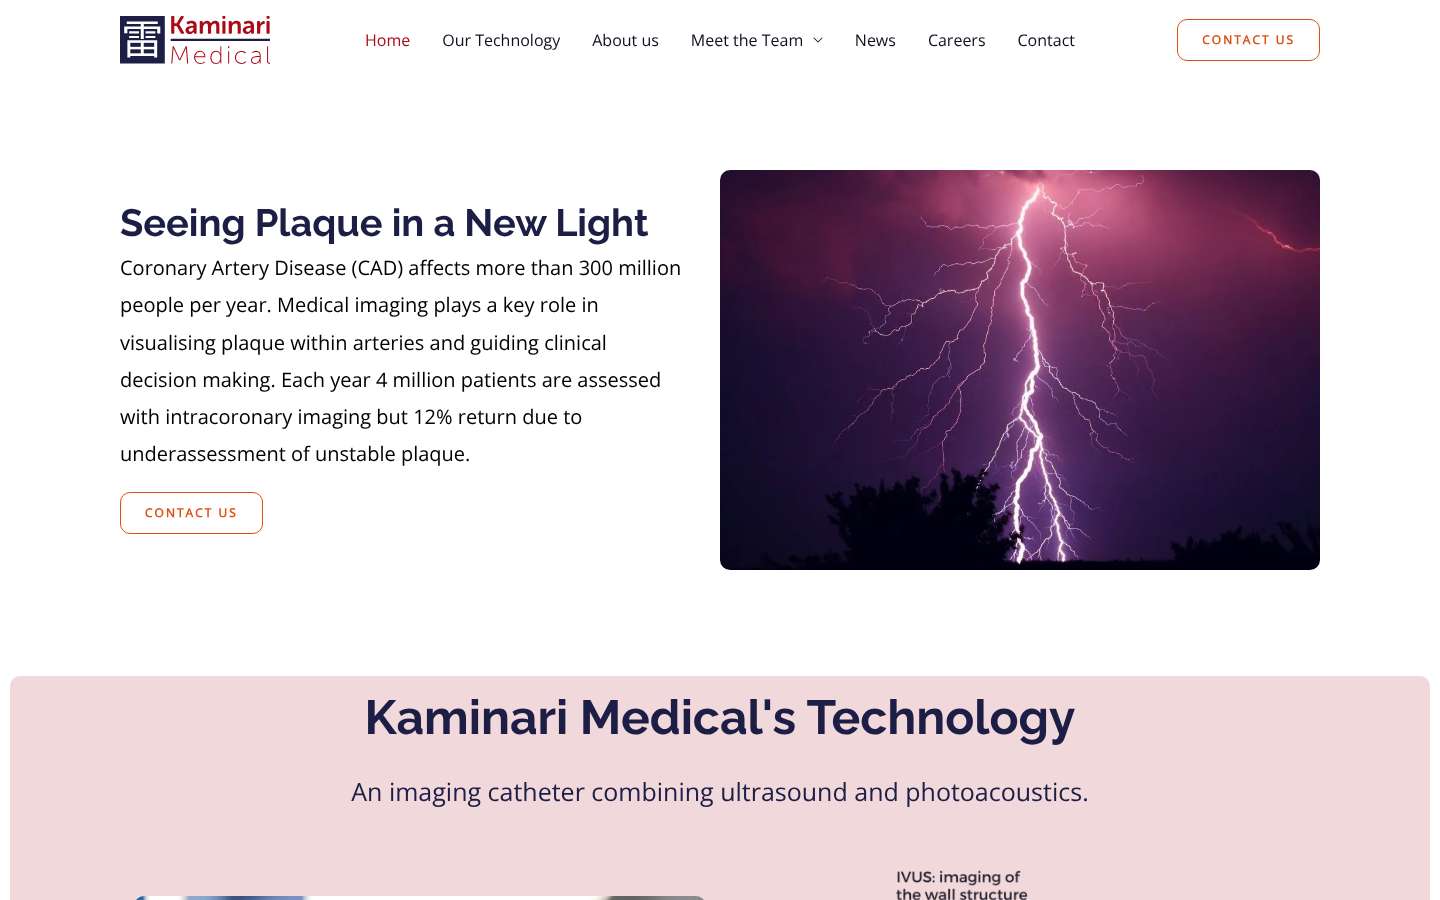 雷
Kaminari
Medical
Home
Our Technology
About us
Meet the Team
News
Careers
Contact
CONTACT US
Seeing Plaque in a New Light
Coronary Artery Disease (CAD) affects more than 300 million
people per year. Medical imaging plays a key role in
visualising plaque within arteries and guiding clinical
decision making. Each year 4 million patients are assessed
with intracoronary imaging but 12% return due to
underassessment of unstable plaque.
CONTACT US
Kaminari Medical's Technology
An imaging catheter combining ultrasound and photoacoustics.
IVUS: imaging of
the wall structure